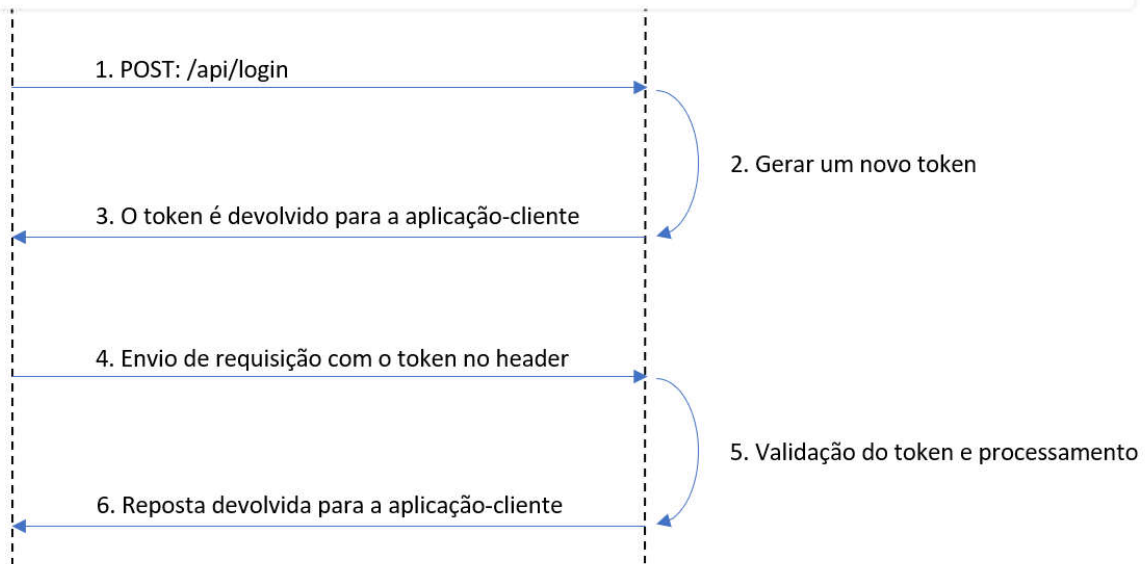 1. POST: /api/login
2. Gerar um novo token
3. O token é devolvido para a aplicação-cliente
4. Envio de requisição com o token no header
5. Validação do token e processamento
6. Reposta devolvida para a aplicação-cliente